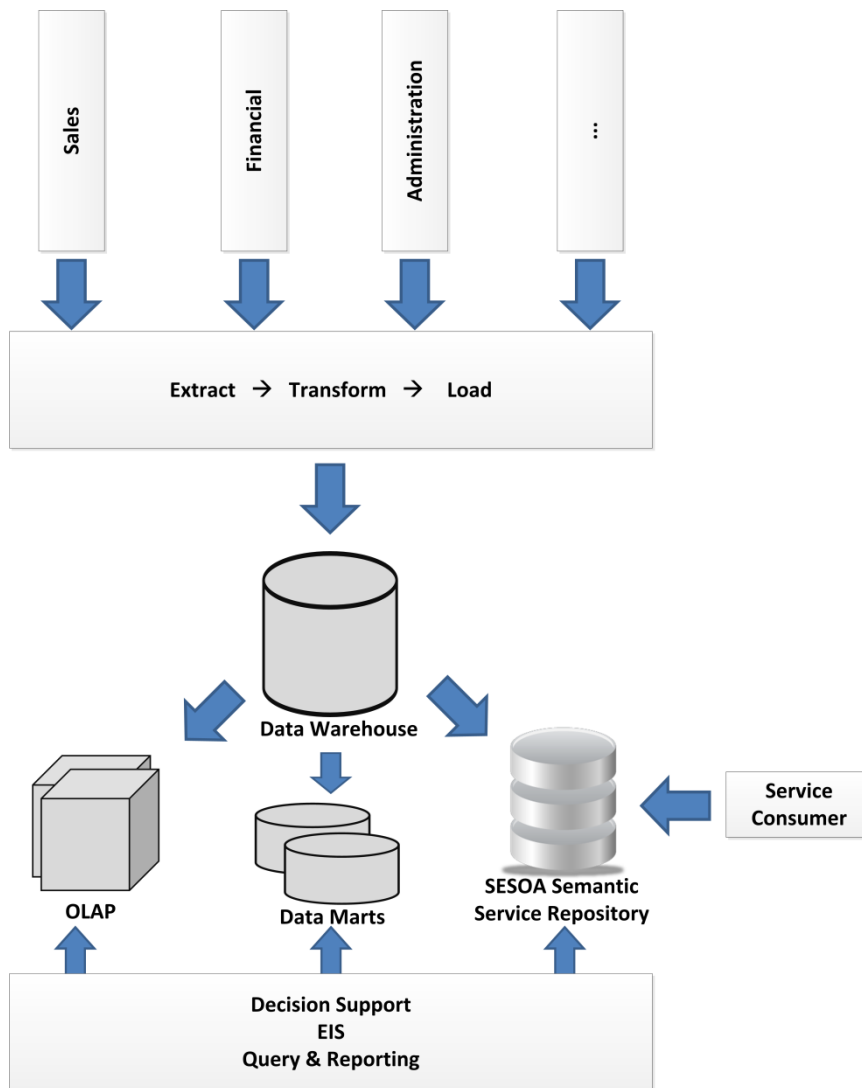 Sales
Financial
Administration
...
Extract → Transform → Load
Data Warehouse
OLAP
Data Marts
SESOA Semantic
Service Repository
Service
Consumer
Decision Support
EIS
Query & Reporting